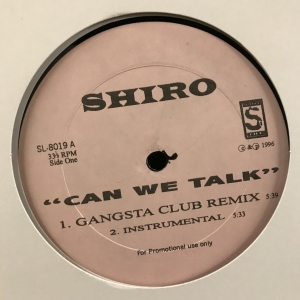 SHIRO
SL-8019 A
33⅓ RPM
Side One
S
© & ℗ 1996
"CAN WE TALK"
1. GANGSTA CLUB REMIX 5:39
2. INSTRUMENTAL 5:33
For Promotional use only